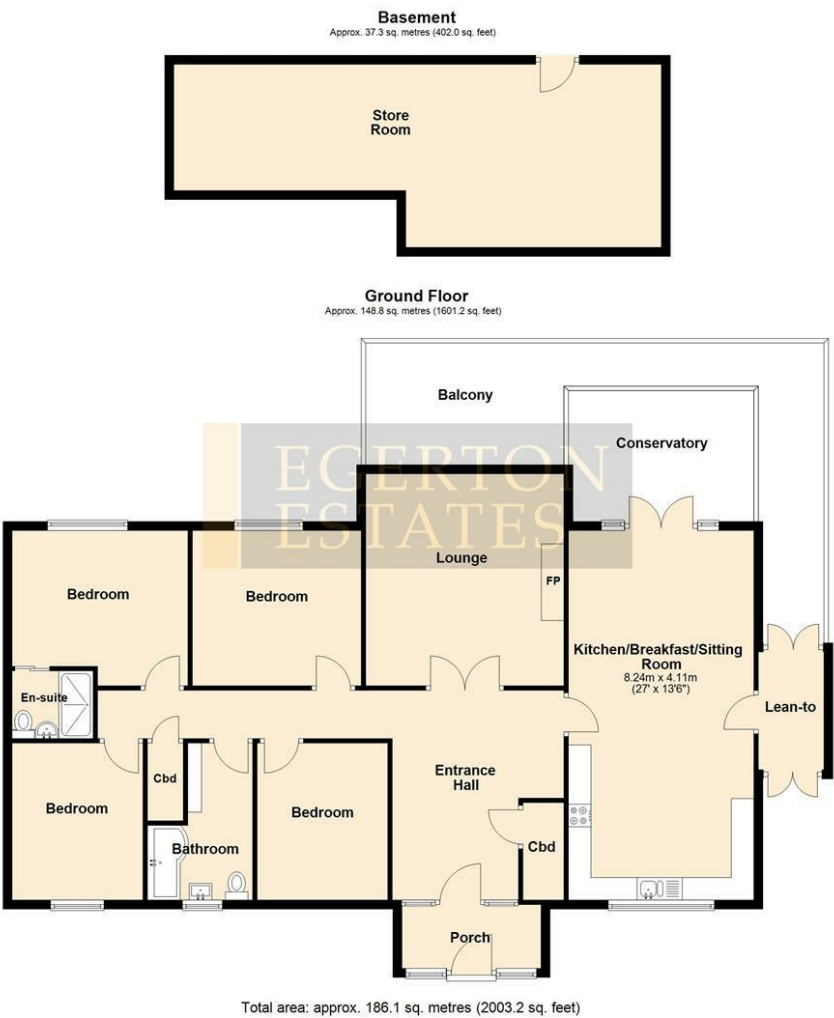 Basement
Approx. 37.3 sq. metres (402.0 sq. feet)
Store
Room
Ground Floor
Approx. 148.8 sq. metres (1601.2 sq. feet)
Balcony
Conservatory
EGERTON
ESTATES
Lounge
FP
Bedroom
Bedroom
Kitchen/Breakfast/Sitting
Room
8.24m x 4.11m
(27' x 13'6")
En-suite
Lean-to
Cbd
Entrance
Hall
Bedroom
Bedroom
Bathroom
Cbd
Porch
Total area: approx. 186.1 sq. metres (2003.2 sq. feet)